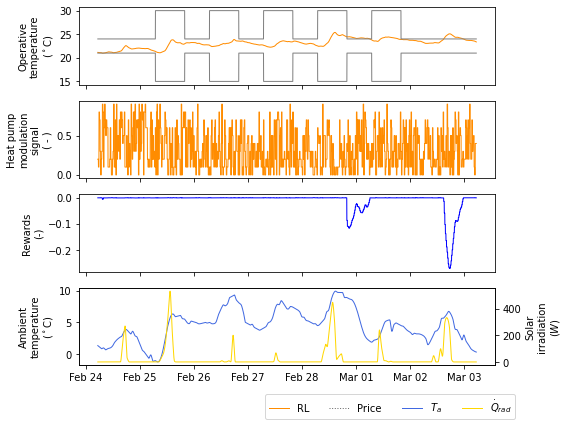 Operative
temperature
(°C)
30
25
20
15
Heat pump
modulation
signal
( - )
0.5
0.0
Rewards
(-)
0.0
−0.1
−0.2
Ambient
temperature
(°C)
10
5
0
Solar
irradiation
(W)
400
200
0
Feb 24 Feb 25 Feb 26 Feb 27 Feb 28 Mar 01 Mar 02 Mar 03
RL Price Ta Q̇rad